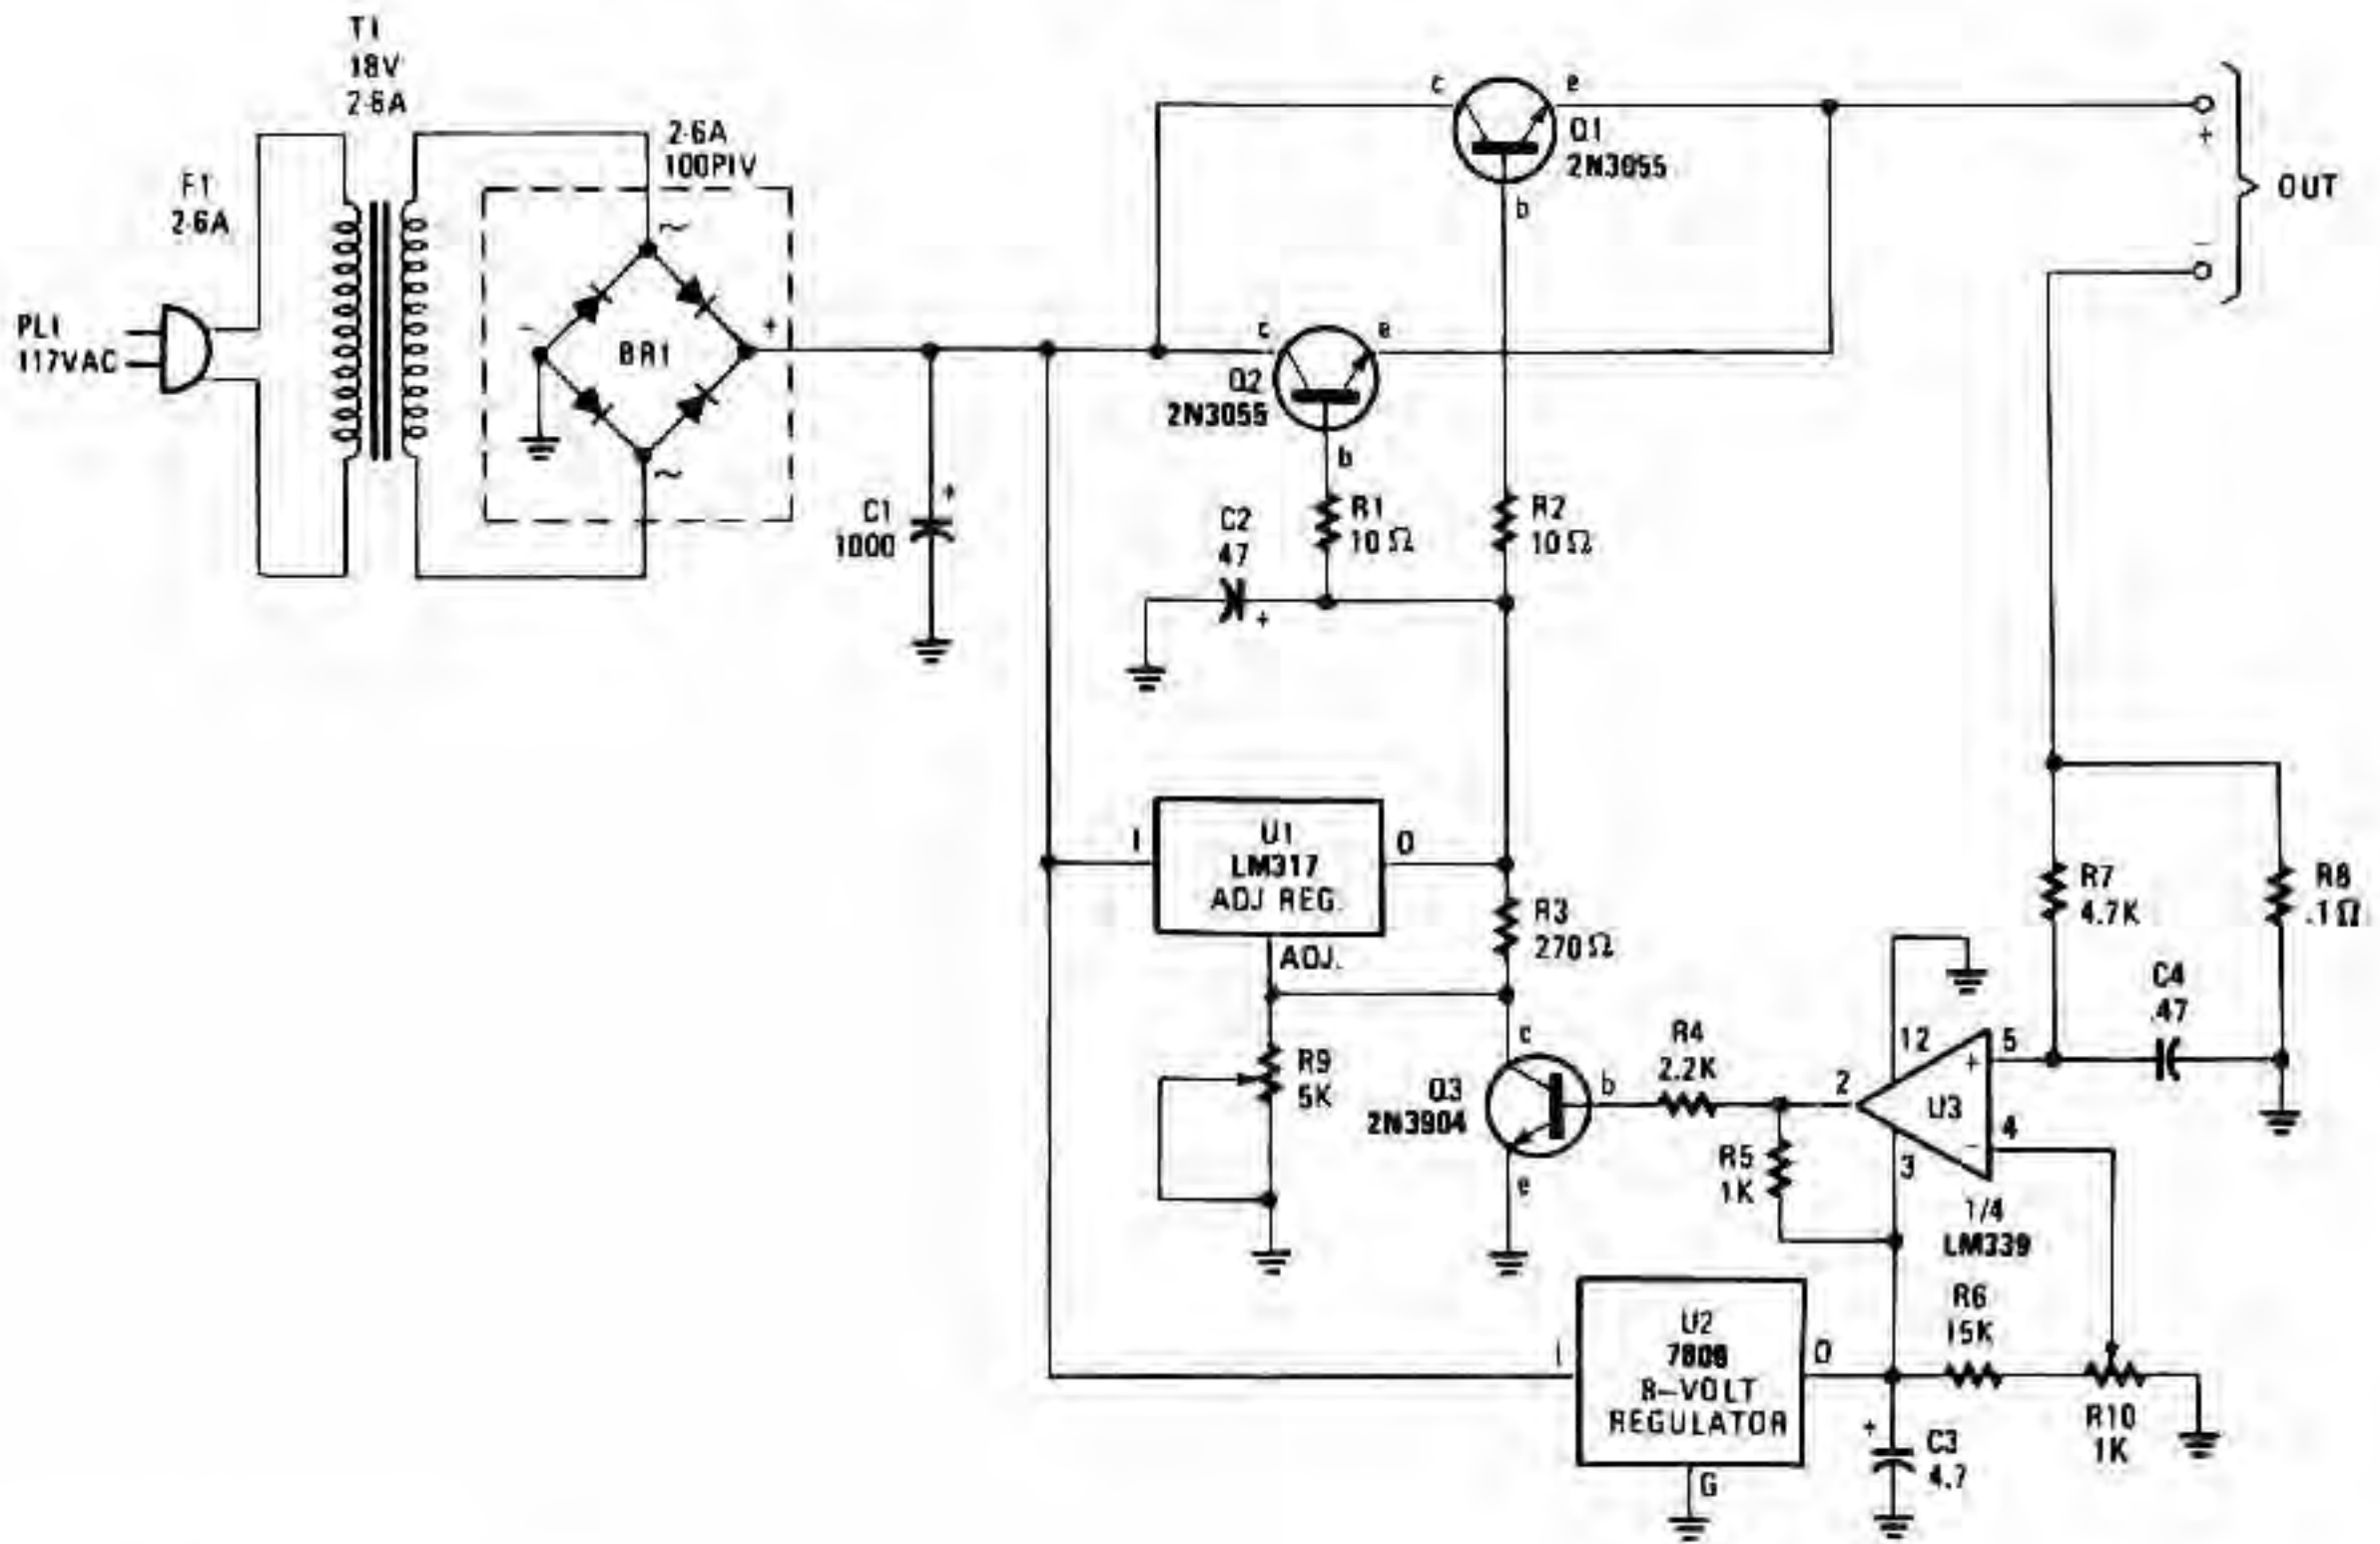 T1
18V
2·6A
F1
2·6A
PL1
117VAC
2·6A
100PIV
~
−
BR1
+
~
C1
1000
+
c
e
Q1
2N3055
b
+
−
OUT
c
e
Q2
2N3055
b
R1
10Ω
R2
10Ω
C2
47
+
I
U1
LM317
ADJ REG.
O
ADJ.
R3
270Ω
R9
5K
c
Q3
2N3904
b
e
R4
2.2K
R5
1K
2
12
+
5
U3
−
4
3
1/4
LM339
R7
4.7K
R8
.1Ω
C4
.47
I
U2
7808
8–VOLT
REGULATOR
O
G
R6
15K
+
C3
4.7
R10
1K